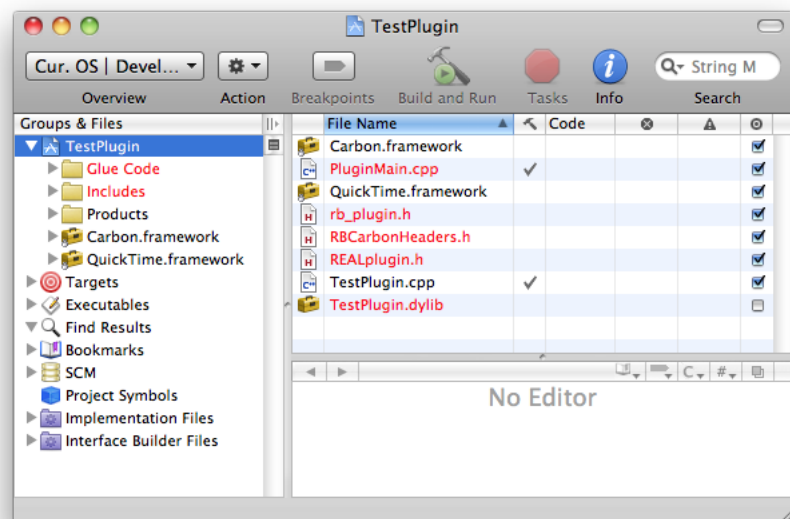 TestPlugin
Cur. OS | Devel...
String M
Overview
Action
Breakpoints
Build and Run
Tasks
Info
Search
Groups & Files
File Name
Code
TestPlugin
Glue Code
Includes
Products
Carbon.framework
QuickTime.framework
Targets
Executables
Find Results
Bookmarks
SCM
Project Symbols
Implementation Files
Interface Builder Files
Carbon.framework
PluginMain.cpp
QuickTime.framework
rb_plugin.h
RBCarbonHeaders.h
REALplugin.h
TestPlugin.cpp
TestPlugin.dylib
C
#
No Editor